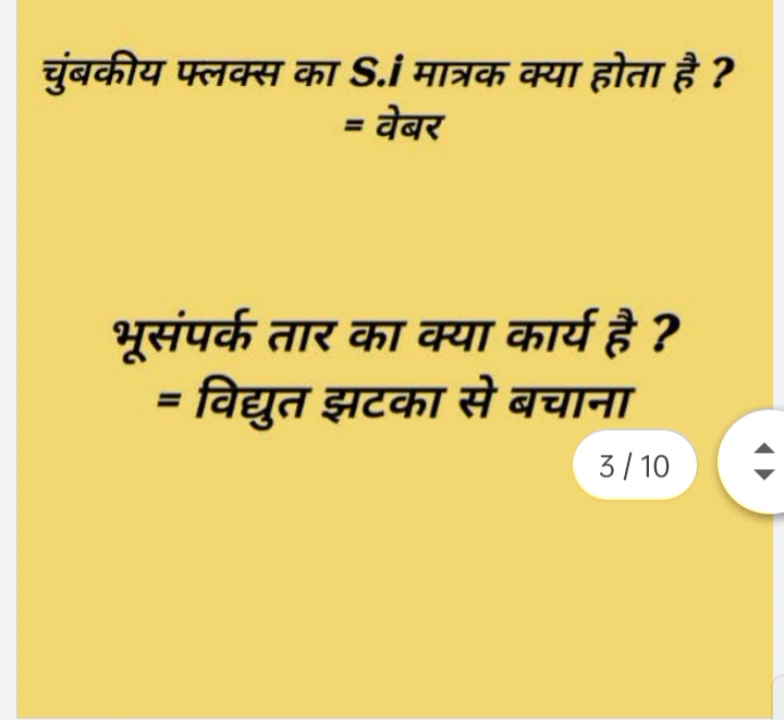 चुंबकीय फ्लक्स का S.i मात्रक क्या होता है ?
= वेबर
भूसंपर्क तार का क्या कार्य है ?
= विद्युत झटका से बचाना
3 / 10